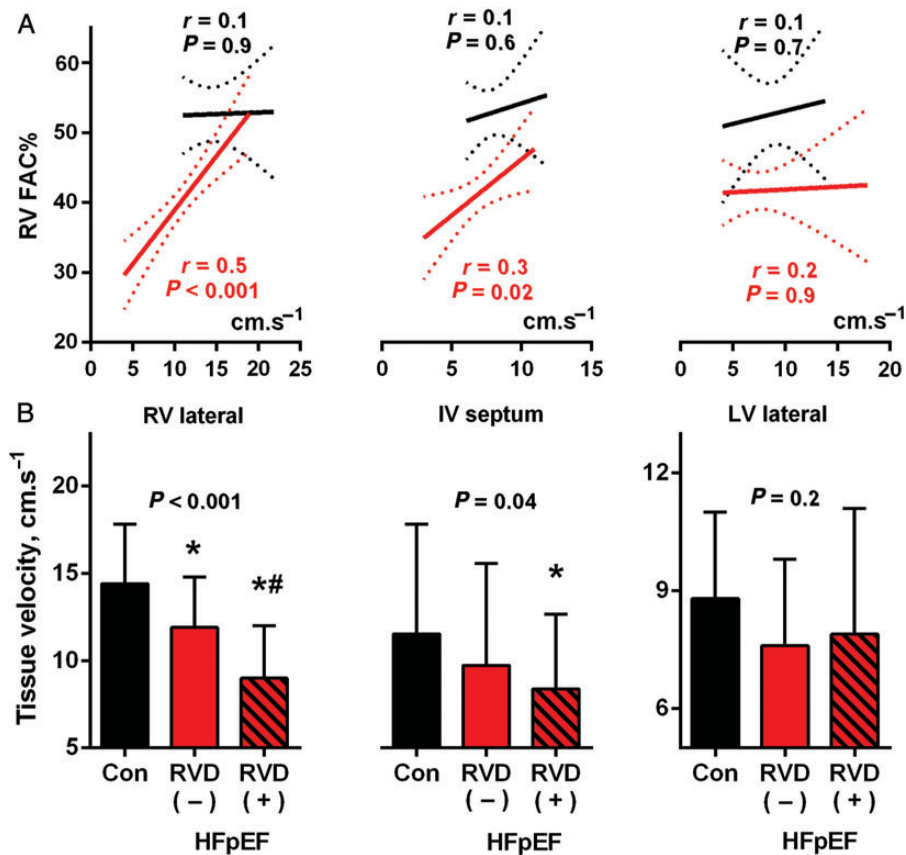 A
RV FAC%
60
50
40
30
20
r = 0.1
P = 0.9
r = 0.5
P < 0.001
cm.s−1
0 5 10 15 20 25
r = 0.1
P = 0.6
r = 0.3
P = 0.02
cm.s−1
0 5 10 15
r = 0.1
P = 0.7
r = 0.2
P = 0.9
cm.s−1
0 5 10 15 20
B
RV lateral
IV septum
LV lateral
Tissue velocity, cm.s−1
20
15
10
5
P < 0.001
*
*#
Con
RVD
(−)
RVD
(+)
HFpEF
P = 0.04
*
Con
RVD
(−)
RVD
(+)
HFpEF
12
9
6
P = 0.2
Con
RVD
(−)
RVD
(+)
HFpEF